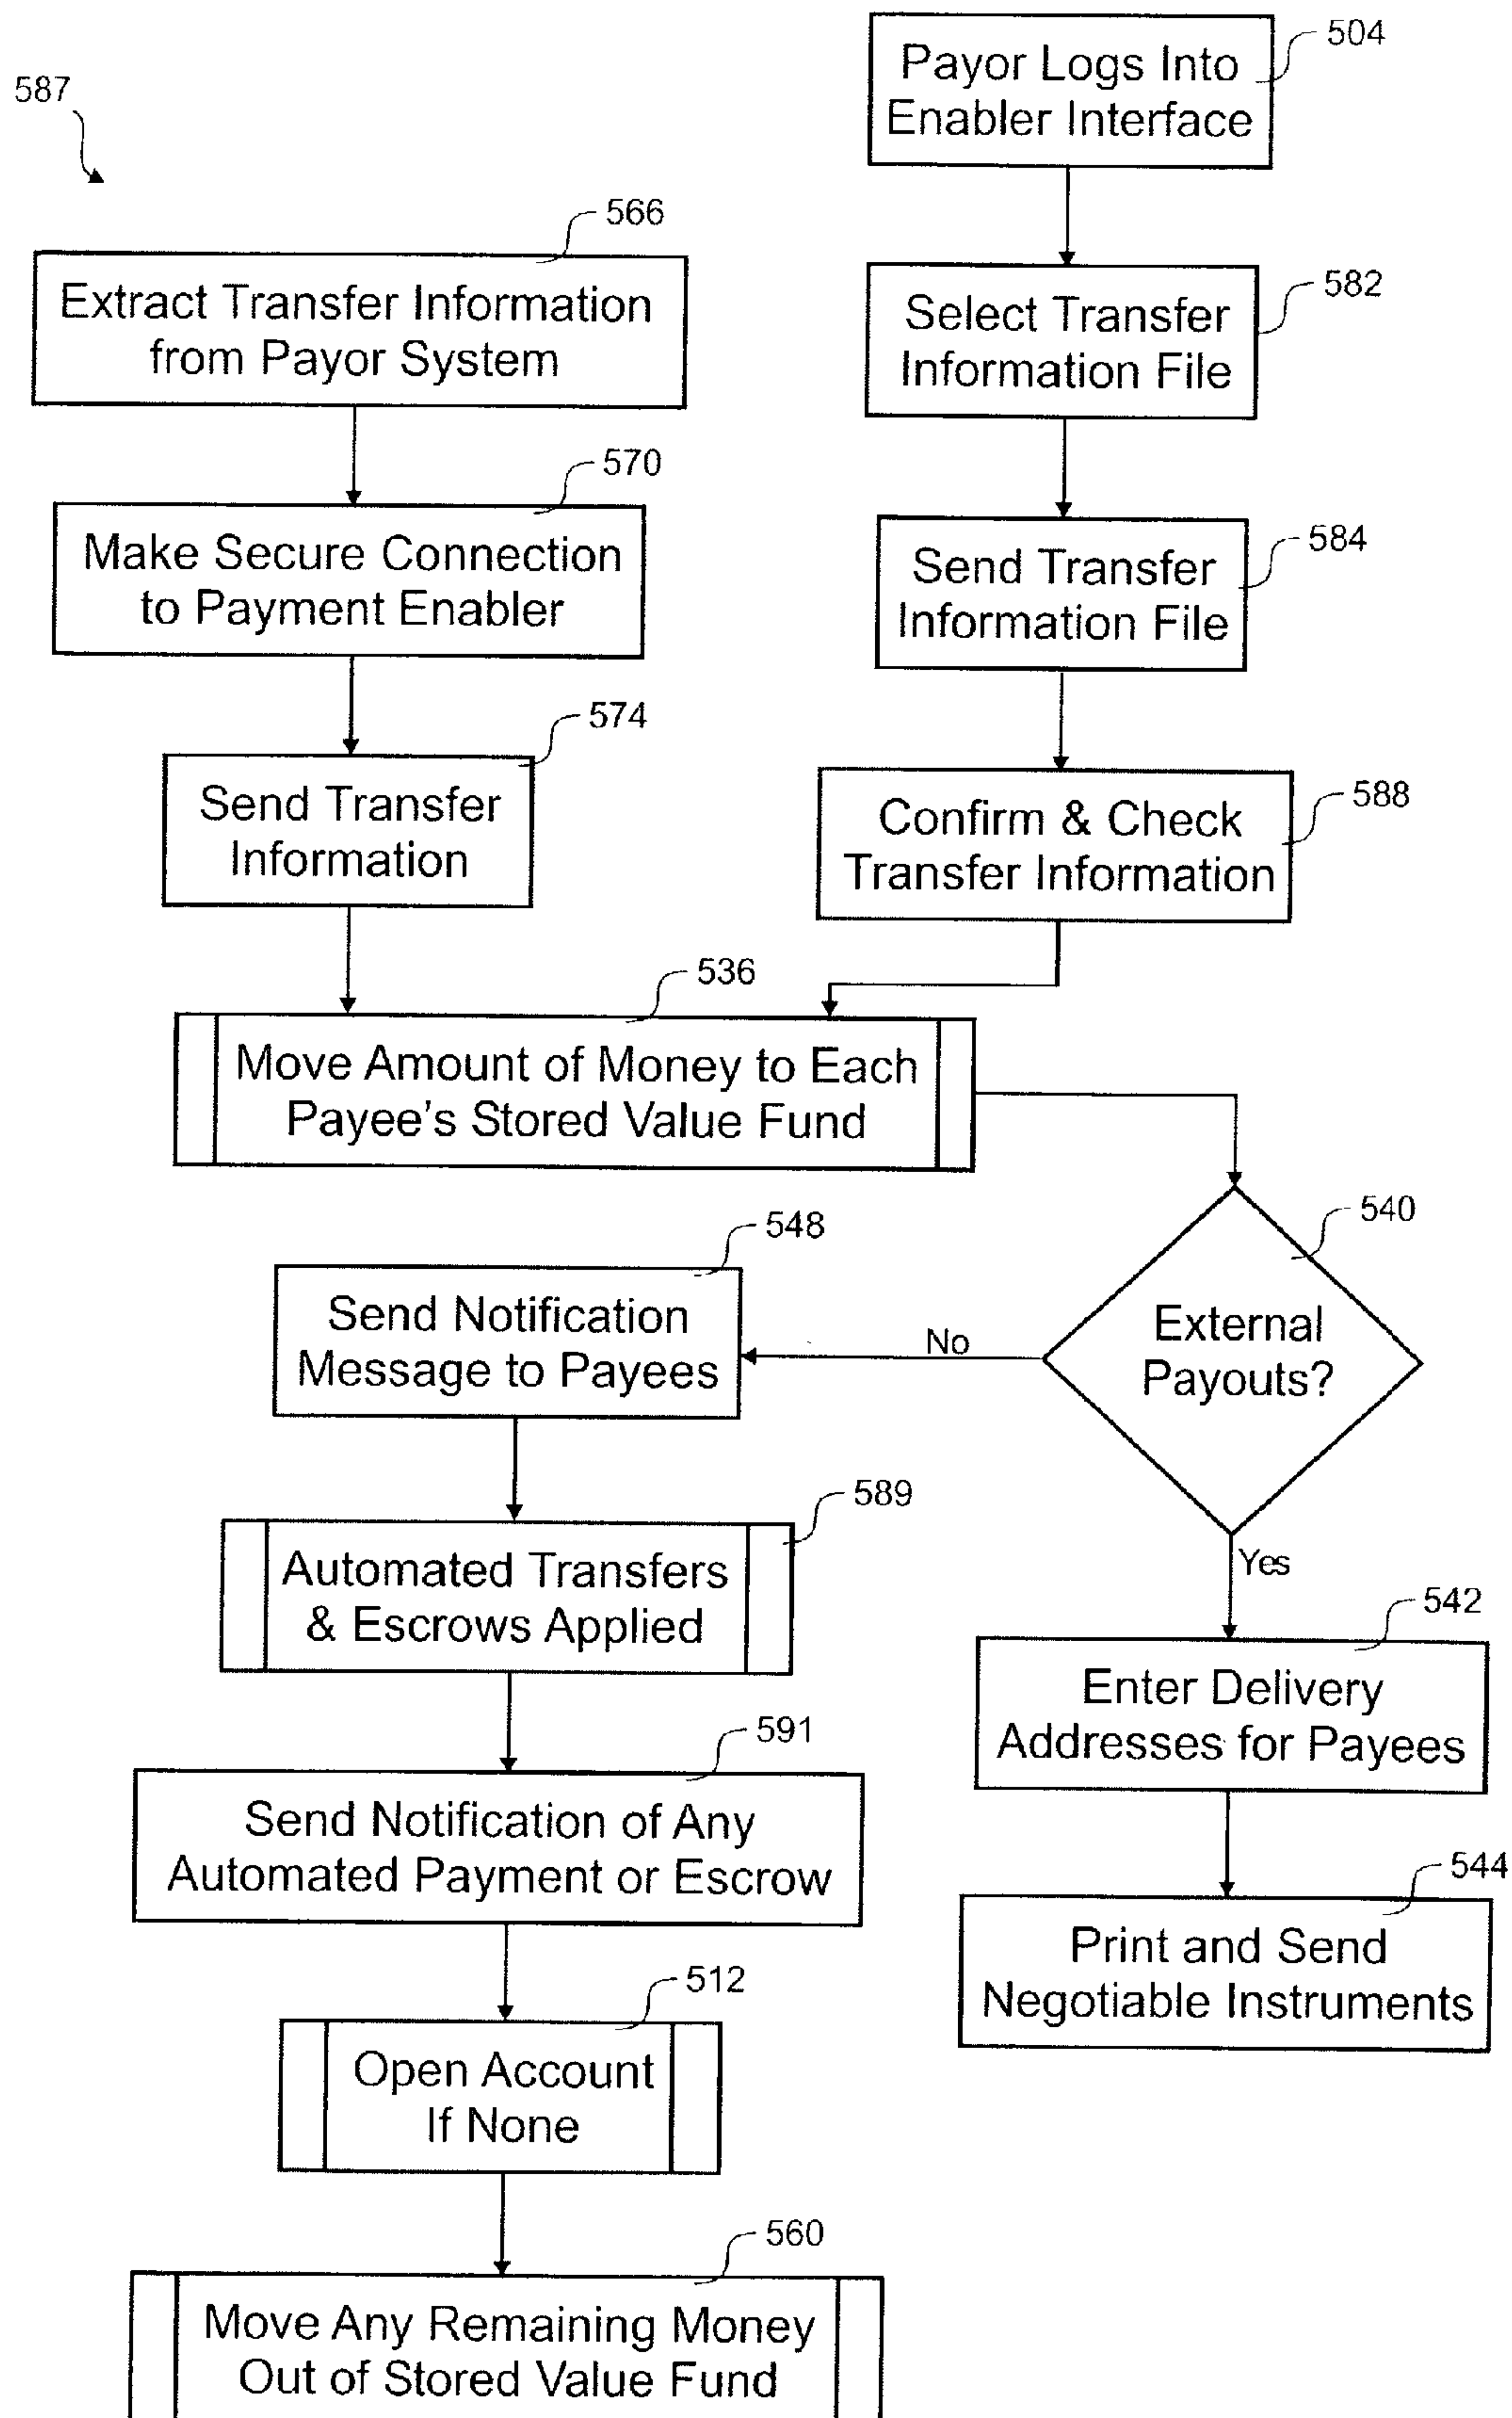 587
504
Payor Logs Into
Enabler Interface
566
Extract Transfer Information
from Payor System
582
Select Transfer
Information File
570
Make Secure Connection
to Payment Enabler
584
Send Transfer
Information File
574
Send Transfer
Information
588
Confirm & Check
Transfer Information
536
Move Amount of Money to Each
Payee's Stored Value Fund
540
External
Payouts?
No
Yes
548
Send Notification
Message to Payees
589
Automated Transfers
& Escrows Applied
542
Enter Delivery
Addresses for Payees
591
Send Notification of Any
Automated Payment or Escrow
544
Print and Send
Negotiable Instruments
512
Open Account
If None
560
Move Any Remaining Money
Out of Stored Value Fund